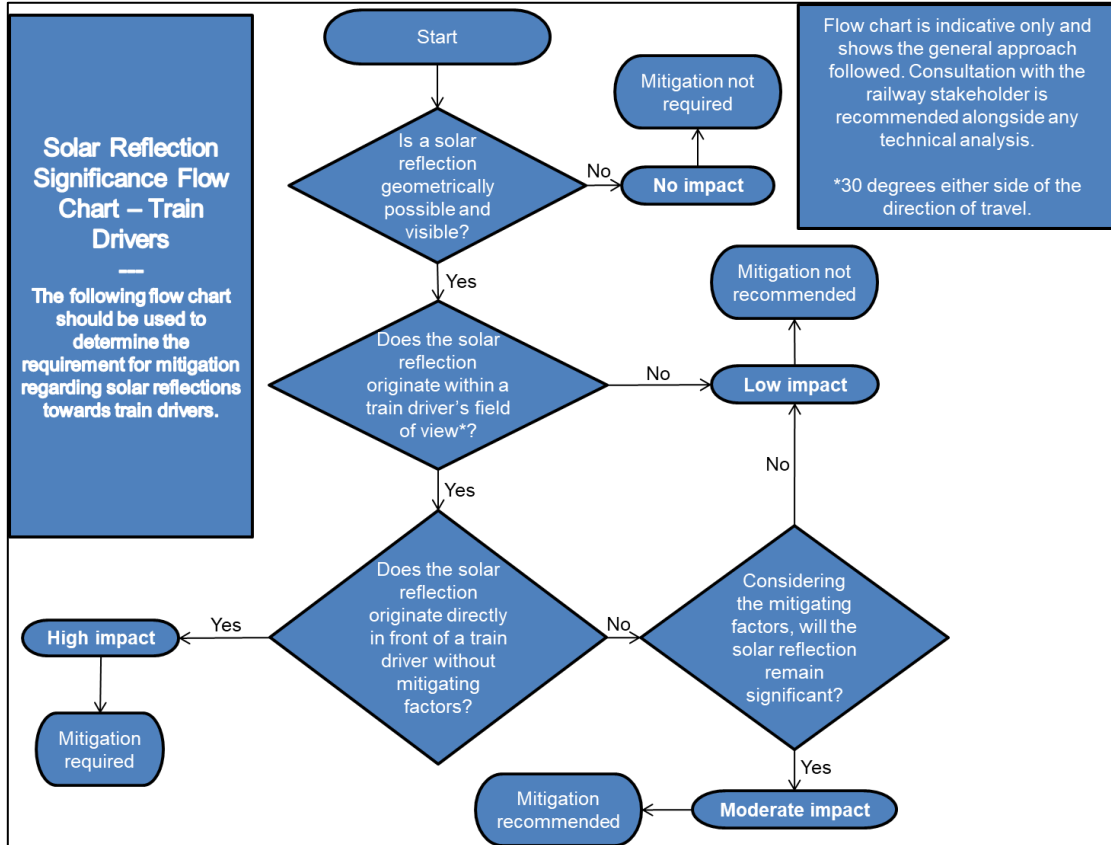 Solar Reflection
Significance Flow
Chart – Train
Drivers
---
The following flow chart
should be used to
determine the
requirement for mitigation
regarding solar reflections
towards train drivers.
Start
Flow chart is indicative only and
shows the general approach
followed. Consultation with the
railway stakeholder is
recommended alongside any
technical analysis.
*30 degrees either side of the
direction of travel.
Mitigation not
required
Is a solar
reflection
geometrically
possible and
visible?
No
No impact
Yes
Mitigation not
recommended
Does the solar
reflection
originate within a
train driver's field
of view*?
No
Low impact
Yes
No
Does the solar
reflection
originate directly
in front of a train
driver without
mitigating
factors?
Yes
High impact
Mitigation
required
No
Considering
the mitigating
factors, will the
solar reflection
remain
significant?
Yes
Moderate impact
Mitigation
recommended